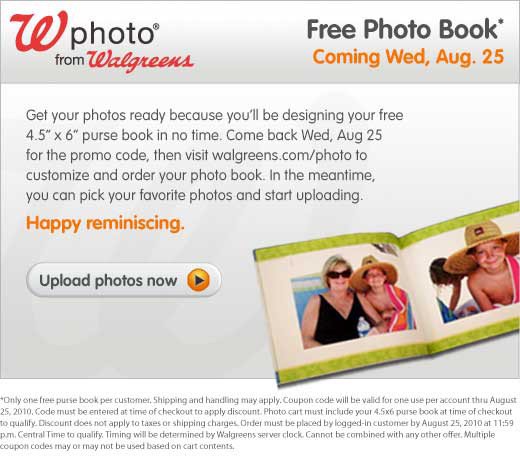 W photo®
from Walgreens
Free Photo Book*
Coming Wed, Aug. 25
Get your photos ready because you'll be designing your free
4.5" x 6" purse book in no time. Come back Wed, Aug 25
for the promo code, then visit walgreens.com/photo to
customize and order your photo book. In the meantime,
you can pick your favorite photos and start uploading.
Happy reminiscing.
Upload photos now
*Only one free purse book per customer. Shipping and handling may apply. Coupon code will be valid for one use per account thru August
25, 2010. Code must be entered at time of checkout to apply discount. Photo cart must include your 4.5x6 purse book at time of checkout
to qualify. Discount does not apply to taxes or shipping charges. Order must be placed by logged-in customer by August 25, 2010 at 11:59
p.m. Central Time to qualify. Timing will be determined by Walgreens server clock. Cannot be combined with any other offer. Multiple
coupon codes may or may not be used based on cart contents.